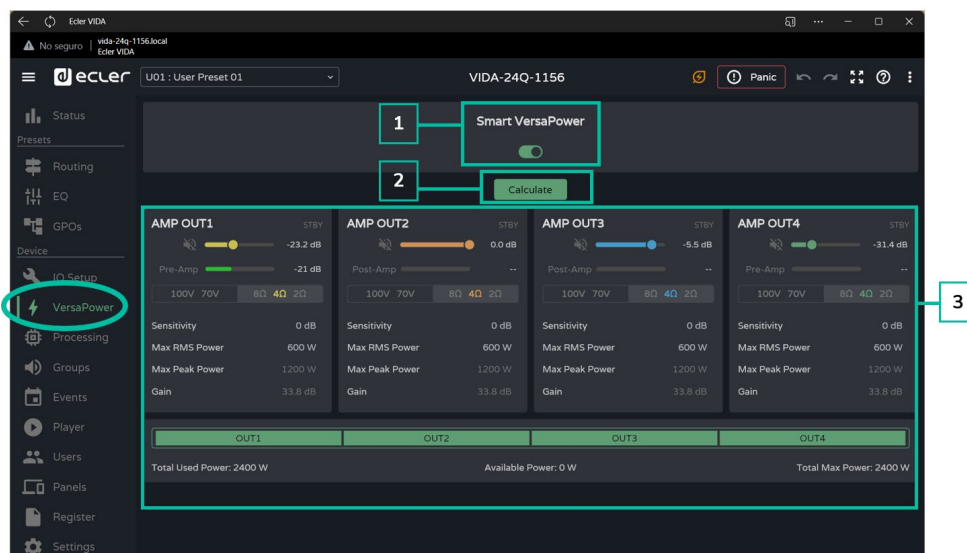 Ecler VIDA
No seguro
vida-24q-1156.local
Ecler VIDA
ecler
U01 : User Preset 01
VIDA-24Q-1156
Panic
Status
Presets
Routing
EQ
GPOs
Device
IO Setup
VersaPower
Processing
Groups
Events
Player
Users
Panels
Register
Settings
1
Smart VersaPower
2
Calculate
3
AMP OUT1 STBY
-23.2 dB
Pre-Amp -21 dB
100V 70V 8Ω 4Ω 2Ω
Sensitivity 0 dB
Max RMS Power 600 W
Max Peak Power 1200 W
Gain 33.8 dB
AMP OUT2 STBY
0.0 dB
Post-Amp --
100V 70V 8Ω 4Ω 2Ω
Sensitivity 0 dB
Max RMS Power 600 W
Max Peak Power 1200 W
Gain 33.8 dB
AMP OUT3 STBY
-5.5 dB
Post-Amp --
100V 70V 8Ω 4Ω 2Ω
Sensitivity 0 dB
Max RMS Power 600 W
Max Peak Power 1200 W
Gain 33.8 dB
AMP OUT4 STBY
-31.4 dB
Pre-Amp --
100V 70V 8Ω 4Ω 2Ω
Sensitivity 0 dB
Max RMS Power 600 W
Max Peak Power 1200 W
Gain 33.8 dB
OUT1 OUT2 OUT3 OUT4
Total Used Power: 2400 W Available Power: 0 W Total Max Power: 2400 W